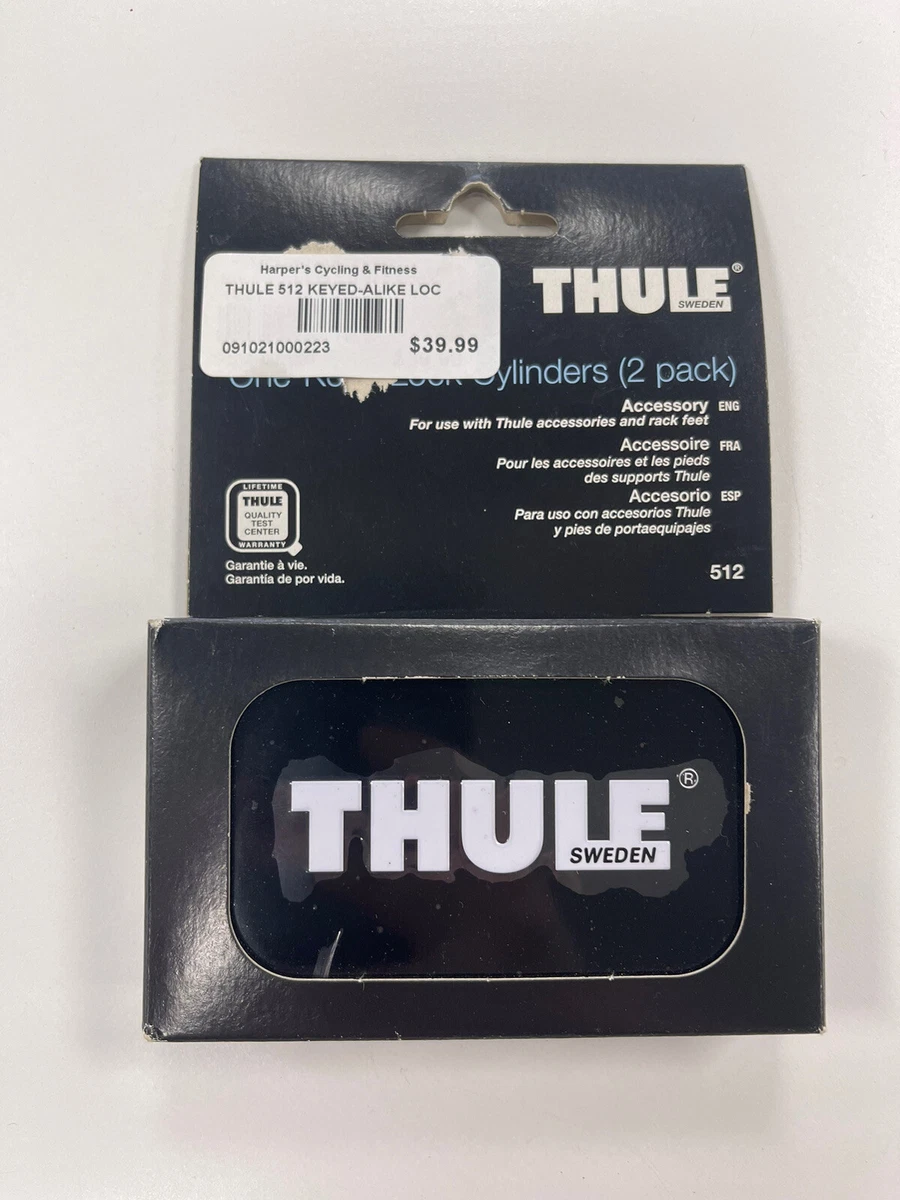 Harper's Cycling & Fitness
THULE 512 KEYED-ALIKE LOC
091021000223 $39.99
THULE®
SWEDEN
One Lock Cylinders (2 pack)
Accessory ENG
For use with Thule accessories and rack feet
Accessoire FRA
Pour les accessoires et les pieds
des supports Thule
Accesorio ESP
Para uso con accesorios Thule
y pies de portaequipajes
LIFETIME
THULE
QUALITY
TEST
CENTER
WARRANTY
Garantie à vie.
Garantía de por vida.
512
THULE®
SWEDEN